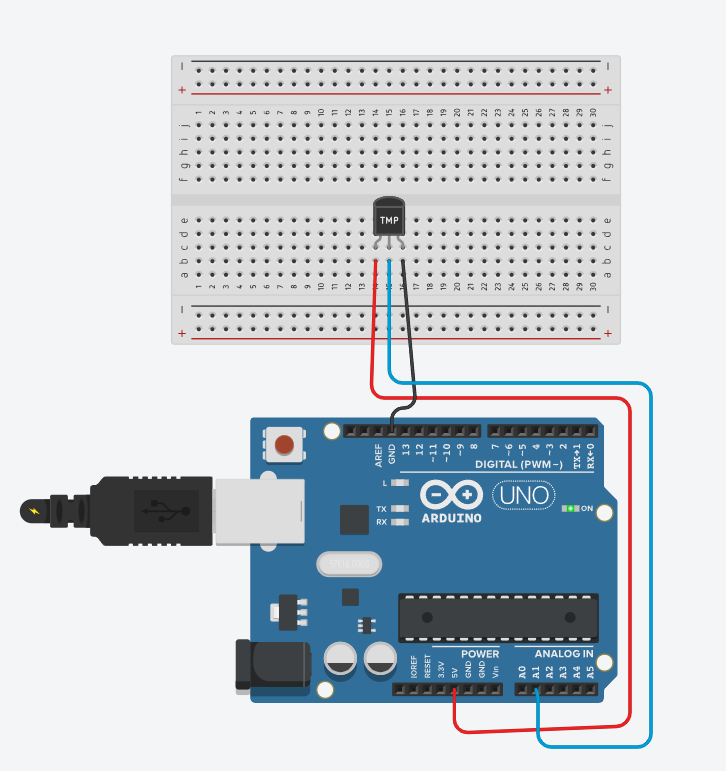 − −
+ +
1 2 3 4 5 6 7 8 9 10 11 12 13 14 15 16 17 18 19 20 21 22 23 24 25 26 27 28 29 30
j j
i i
h h
g g
f f
TMP
e e
d d
c c
b b
a a
1 2 3 4 5 6 7 8 9 10 11 12 13 15 16 17 18 19 20 21 22 23 24 25 26 27 28 29 30
− −
+ +
AREF GND 13 12 ~11 ~10 ~9 8 7 ~6 ~5 4 ~3 2 TX→1 RX←0
DIGITAL (PWM~)
L
TX
RX
UNO
ARDUINO
ON
POWER ANALOG IN
IOREF RESET 3.3V 5V GND GND Vin A0 A1 A2 A3 A4 A5